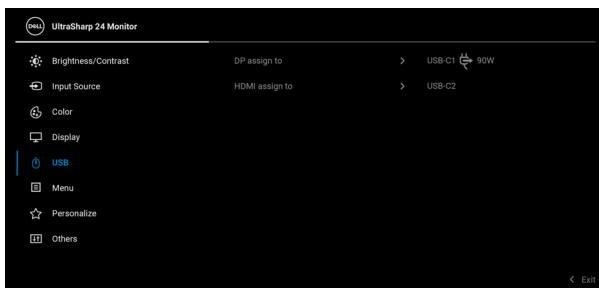 DELL UltraSharp 24 Monitor
Brightness/Contrast DP assign to > USB-C1 90W
Input Source HDMI assign to > USB-C2
Color
Display
USB
Menu
Personalize
Others
< Exit